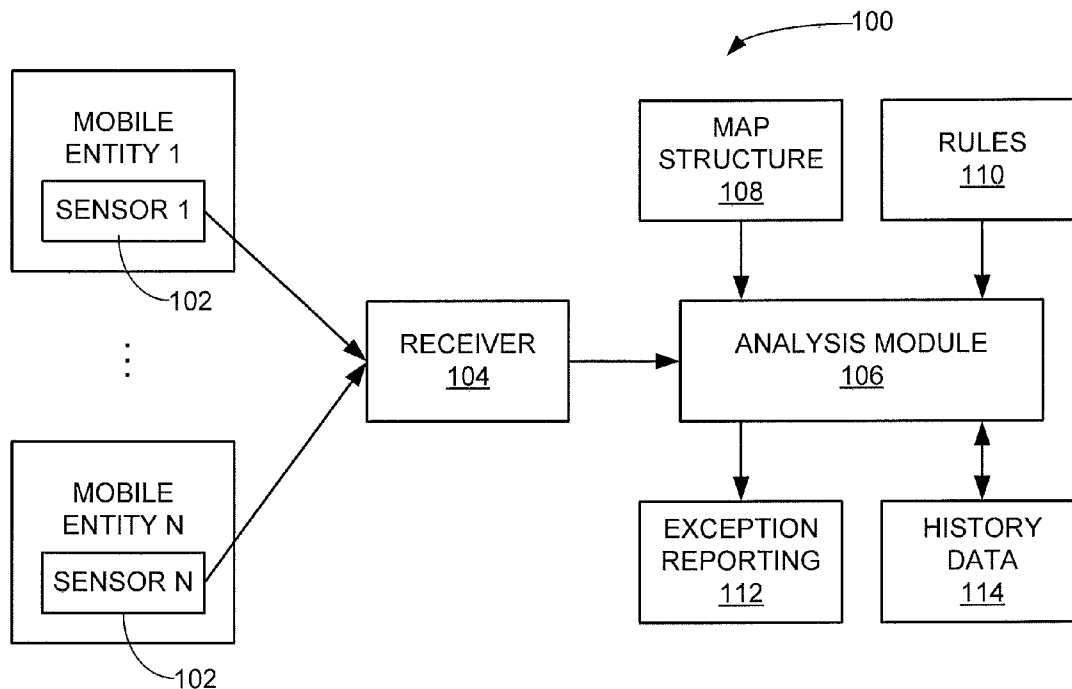 100
MOBILE
ENTITY 1
SENSOR 1
102
MAP
STRUCTURE
108
RULES
110
RECEIVER
104
ANALYSIS MODULE
106
MOBILE
ENTITY N
SENSOR N
102
EXCEPTION
REPORTING
112
HISTORY
DATA
114